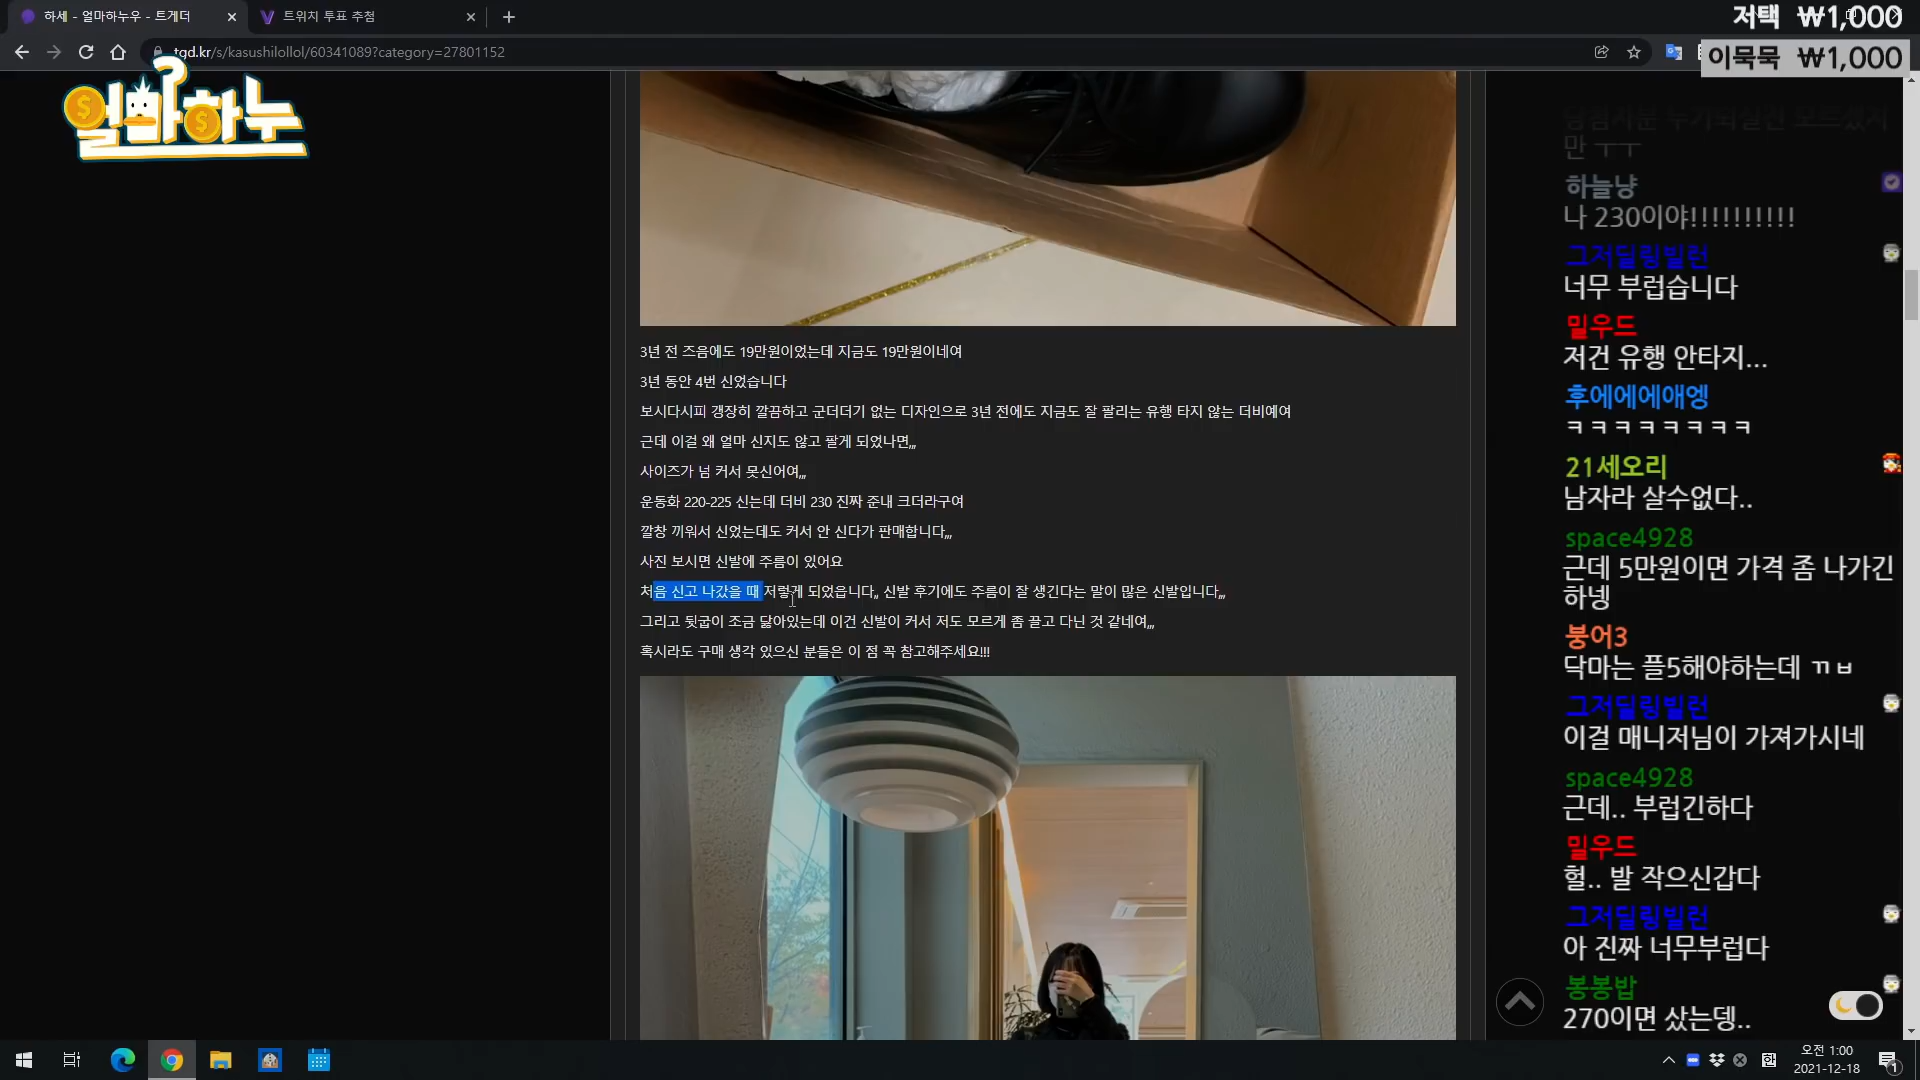 하세 - 얼마하누우 - 트게더
트위치 투표 추첨
tgd.kr/s/kasushilollol/60341089?category=27801152
저택 ₩1,000
이묵묵 ₩1,000
얼마하누
?
3년 전 즈음에도 19만원이었는데 지금도 19만원이네여
3년 동안 4번 신었습니다
보시다시피 갱장히 깔끔하고 군더더기 없는 디자인으로 3년 전에도 지금도 잘 팔리는 유행 타지 않는 더비예여
근데 이걸 왜 얼마 신지도 않고 팔게 되었냐면,,,
사이즈가 넘 커서 못신어여,,,
운동화 220-225 신는데 더비 230 진짜 준내 크더라구여
깔창 끼워서 신었는데도 커서 안 신다가 판매합니다,,,
사진 보시면 신발에 주름이 있어요
처음 신고 나갔을 때 저렇게 되었읍니다,, 신발 후기에도 주름이 잘 생긴다는 말이 많은 신발입니다,,,
그리고 뒷굽이 조금 닳아있는데 이건 신발이 커서 저도 모르게 좀 끌고 다닌 것 같네여,,,
혹시라도 구매 생각 있으신 분들은 이 점 꼭 참고해주세요!!!
만 ㅜㅜ
하늘냥
나 230이야!!!!!!!!!!
그저딜링빌런
너무 부럽습니다
밀우드
저건 유행 안타지...
후에에에애엥
ㅋㅋㅋㅋㅋㅋㅋㅋ
21세오리
남자라 살수없다..
space4928
근데 5만원이면 가격 좀 나가긴
하넹
붕어3
닥마는 플5해야하는데 ㄲㅂ
그저딜링빌런
이걸 매니저님이 가져가시네
space4928
근데.. 부럽긴하다
밀우드
헐.. 발 작으신갑다
그저딜링빌런
아 진짜 너무부럽다
봉봉밥
270이면 샀는뎅..
한
오전 1:00
2021-12-18
1